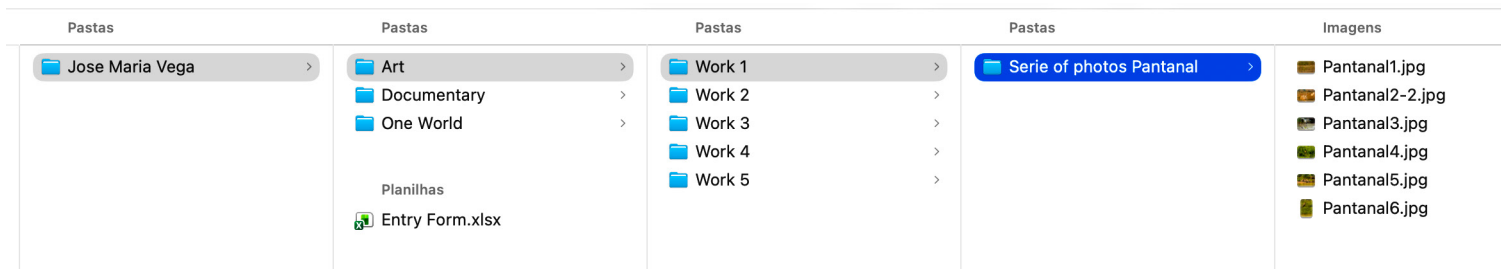 Pastas
Pastas
Pastas
Pastas
Imagens
Jose Maria Vega
Art
Work 1
Serie of photos Pantanal
Pantanal1.jpg
Documentary
Work 2
Pantanal2-2.jpg
One World
Work 3
Pantanal3.jpg
Work 4
Pantanal4.jpg
Planilhas
Work 5
Pantanal5.jpg
Entry Form.xlsx
Pantanal6.jpg